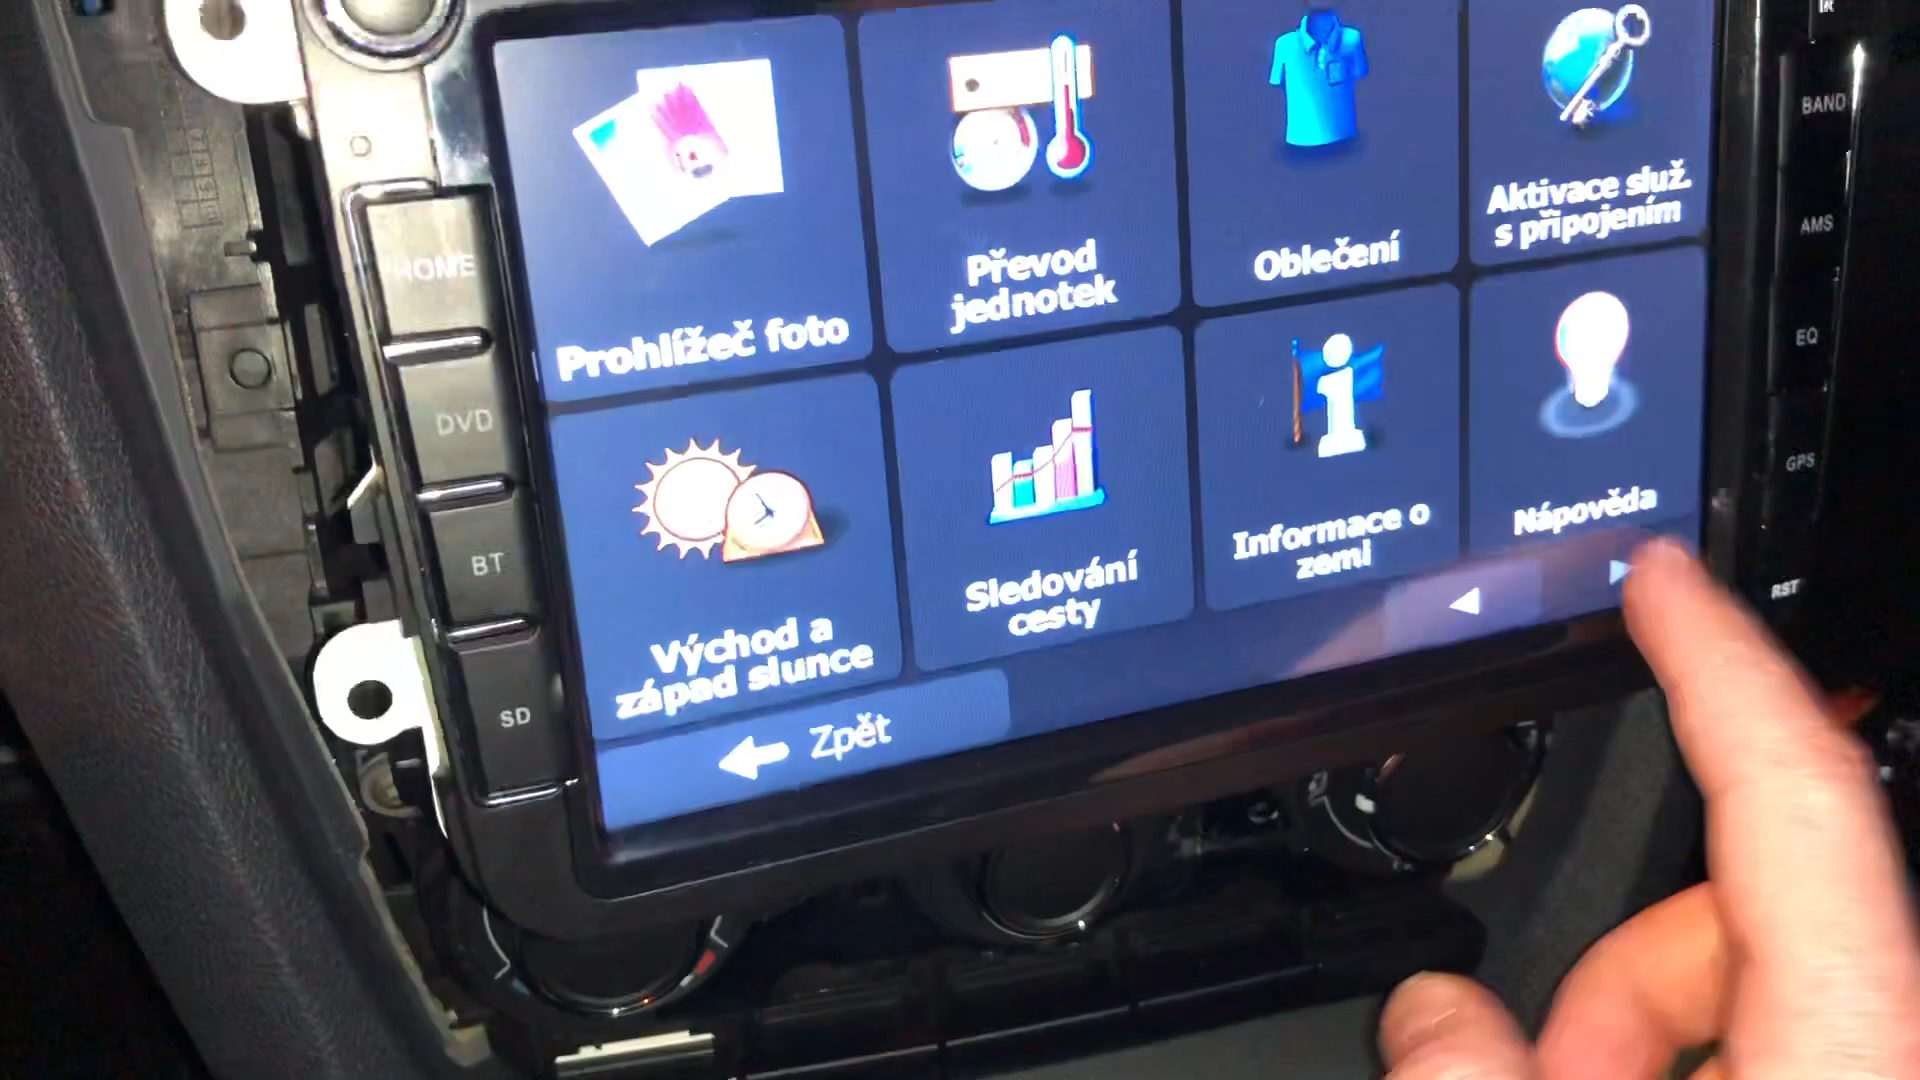 HOME
DVD
BT
SD
Prohlížeč foto
Převod
jednotek
Oblečení
Aktivace služ.
s připojením
Východ a
západ slunce
Sledování
cesty
Informace o
zemi
Nápověda
Zpět
BAND
AMS
EQ
GPS
RST